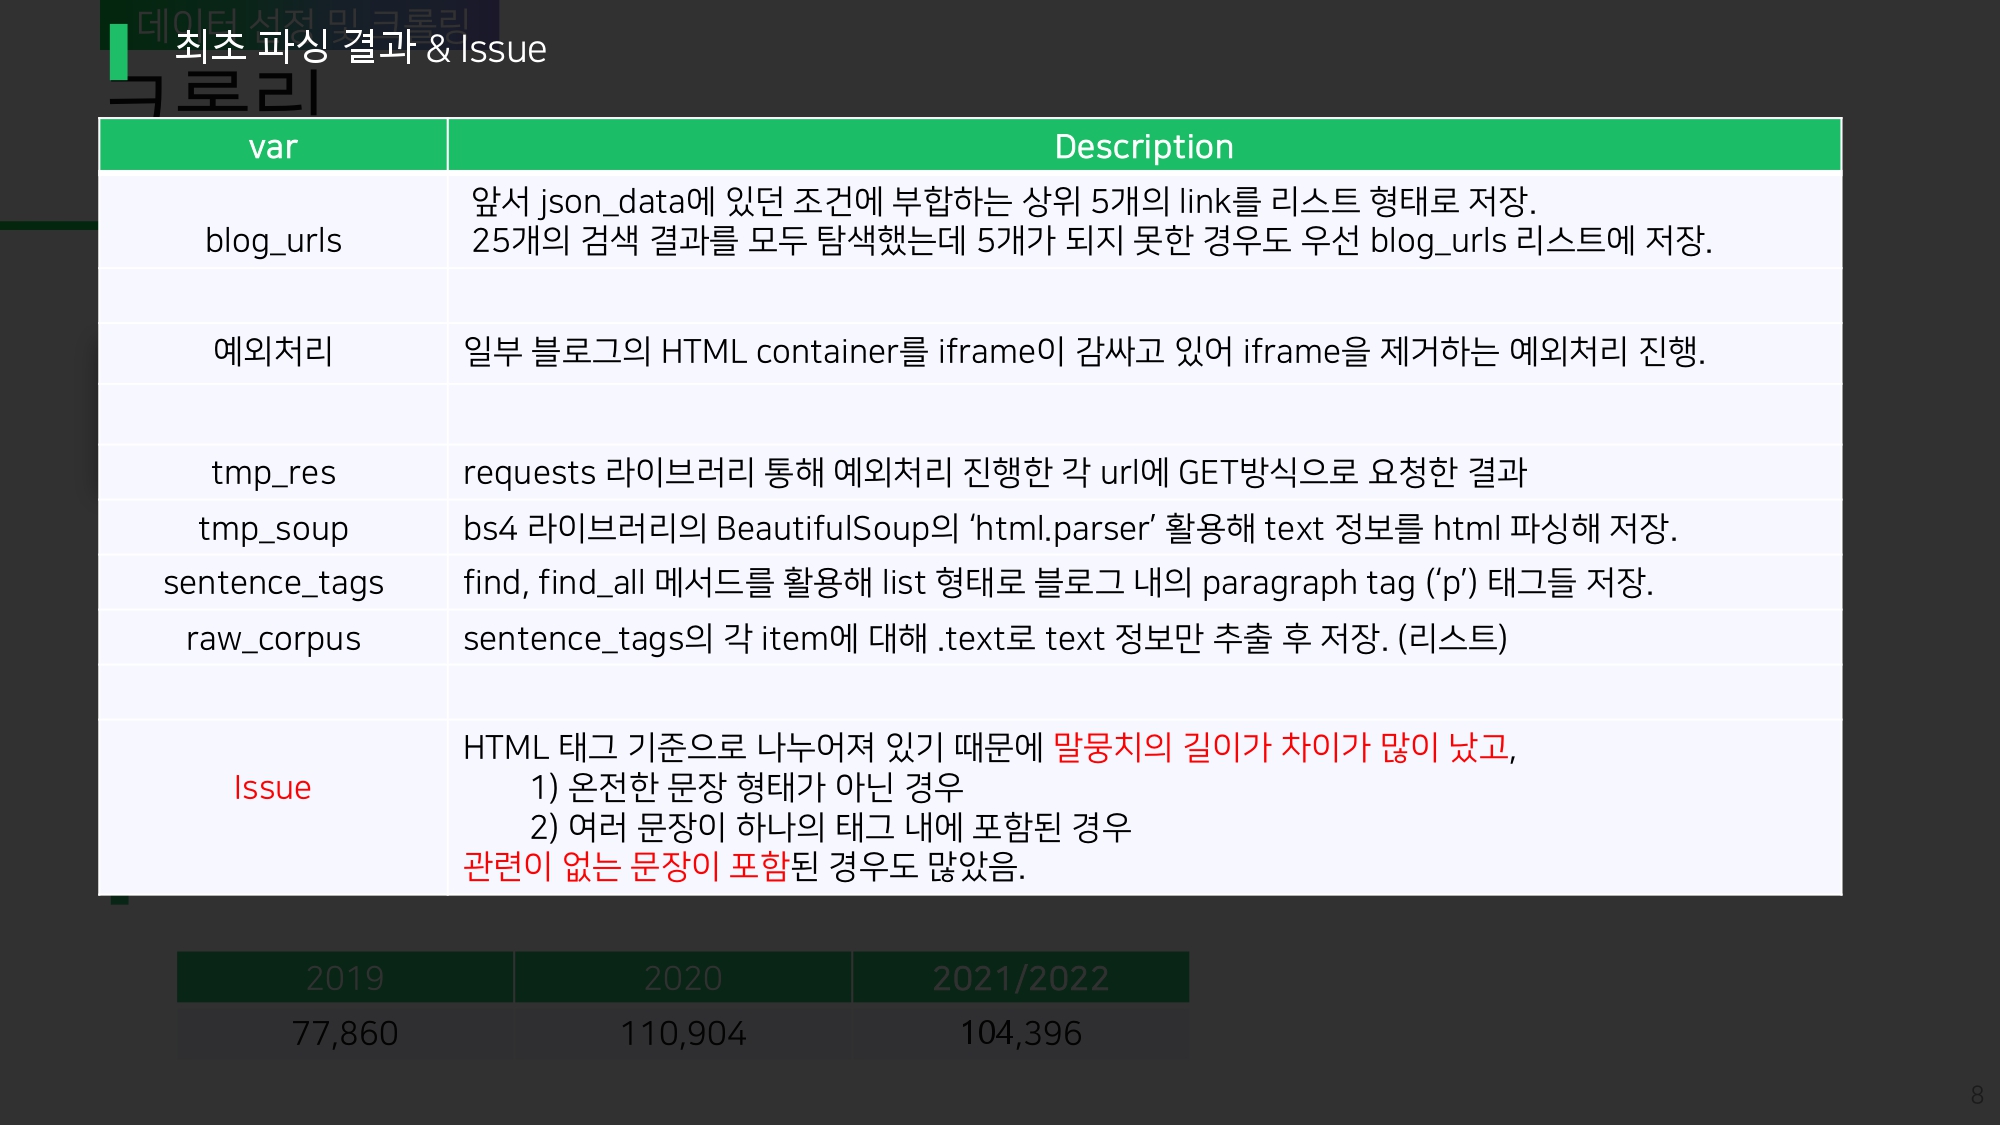 데이터 선정 및 크롤링
최초 파싱 결과 & Issue
var Description
blog_urls
앞서 json_data에 있던 조건에 부합하는 상위 5개의 link를 리스트 형태로 저장.
25개의 검색 결과를 모두 탐색했는데 5개가 되지 못한 경우도 우선 blog_urls 리스트에 저장.
예외처리 일부 블로그의 HTML container를 iframe이 감싸고 있어 iframe을 제거하는 예외처리 진행.
tmp_res requests 라이브러리 통해 예외처리 진행한 각 url에 GET방식으로 요청한 결과
tmp_soup bs4 라이브러리의 BeautifulSoup의 ‘html.parser’ 활용해 text 정보를 html 파싱해 저장.
sentence_tags find, find_all 메서드를 활용해 list 형태로 블로그 내의 paragraph tag (‘p’) 태그들 저장.
raw_corpus sentence_tags의 각 item에 대해 .text로 text 정보만 추출 후 저장. (리스트)
Issue
HTML 태그 기준으로 나누어져 있기 때문에 말뭉치의 길이가 차이가 많이 났고,
1) 온전한 문장 형태가 아닌 경우
2) 여러 문장이 하나의 태그 내에 포함된 경우
관련이 없는 문장이 포함된 경우도 많았음.
2019 2020 2021/2022
77,860 110,904 104,396
8